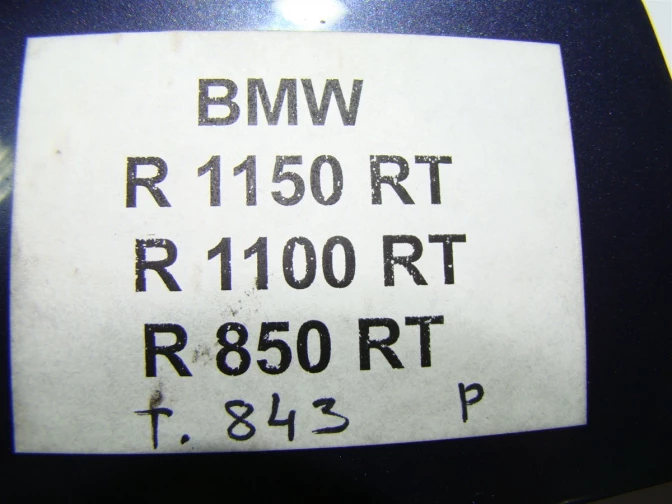 BMW
R 1150 RT
R 1100 RT
R 850 RT
T. 843 P